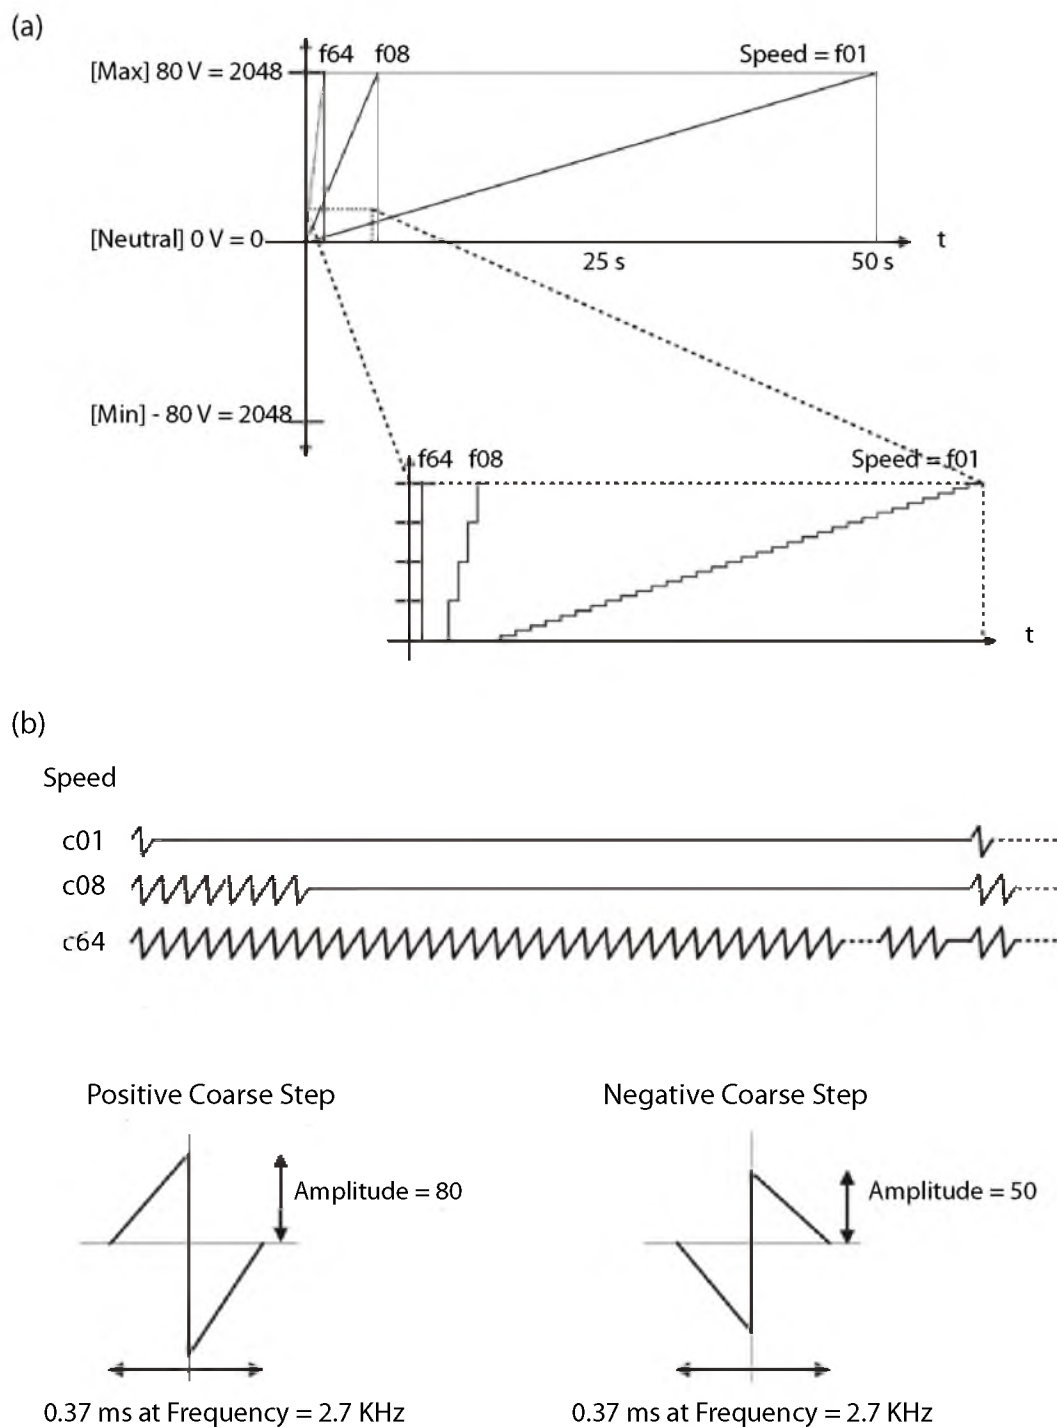 (a)
f64 f08 Speed = f01
[Max] 80 V = 2048
[Neutral] 0 V = 0
t
25 s 50 s
[Min] - 80 V = 2048
f64 f08 Speed = f01
t
(b)
Speed
c01
c08
c64
Positive Coarse Step Negative Coarse Step
Amplitude = 80 Amplitude = 50
0.37 ms at Frequency = 2.7 KHz 0.37 ms at Frequency = 2.7 KHz